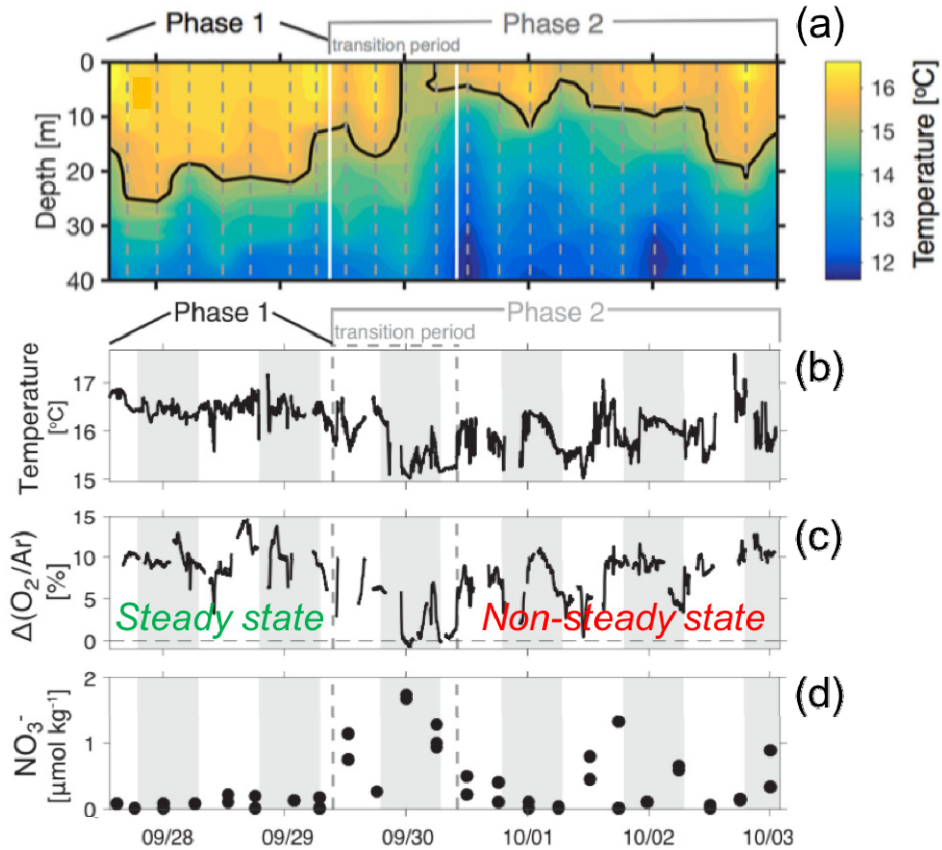 Phase 1
Phase 2
(a)
transition period
0
10
20
30
40
Depth [m]
16
15
14
13
12
Temperature [ºC]
Phase 1
Phase 2
transition period
(b)
Temperature
[ºC]
17
16
15
(c)
Δ(O₂/Ar)
[%]
15
10
5
0
Steady state
Non-steady state
(d)
NO₃⁻
[µmol kg⁻¹]
2
1
0
09/28
09/29
09/30
10/01
10/02
10/03